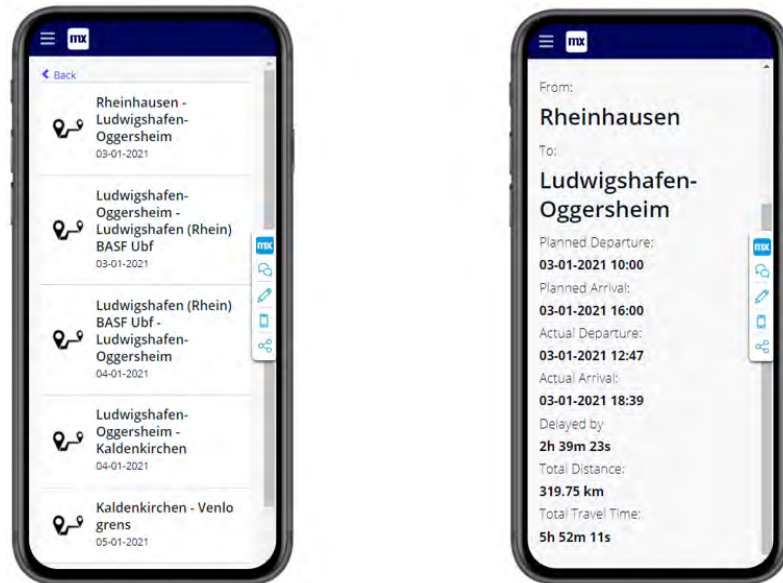 mx
Back
Rheinhausen -
Ludwigshafen-
Oggersheim
03-01-2021
Ludwigshafen-
Oggersheim -
Ludwigshafen (Rhein)
BASF Ubf
03-01-2021
Ludwigshafen (Rhein)
BASF Ubf -
Ludwigshafen-
Oggersheim
04-01-2021
Ludwigshafen-
Oggersheim -
Kaldenkirchen
04-01-2021
Kaldenkirchen - Venlo
grens
05-01-2021
mx
mx
From:
Rheinhausen
To:
Ludwigshafen-
Oggersheim
Planned Departure:
03-01-2021 10:00
Planned Arrival:
03-01-2021 16:00
Actual Departure:
03-01-2021 12:47
Actual Arrival:
03-01-2021 18:39
Delayed by
2h 39m 23s
Total Distance:
319.75 km
Total Travel Time:
5h 52m 11s
mx